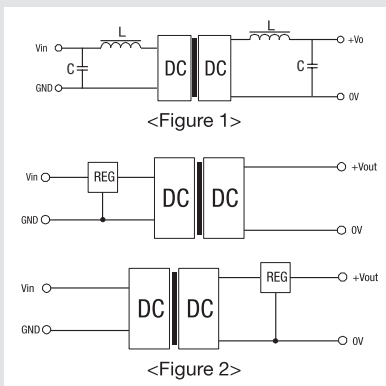 L L
Vin +Vo
C DC DC C
GND 0V
<Figure 1>
Vin REG DC DC +Vout
GND 0V
REG +Vout
Vin DC DC
GND 0V
<Figure 2>